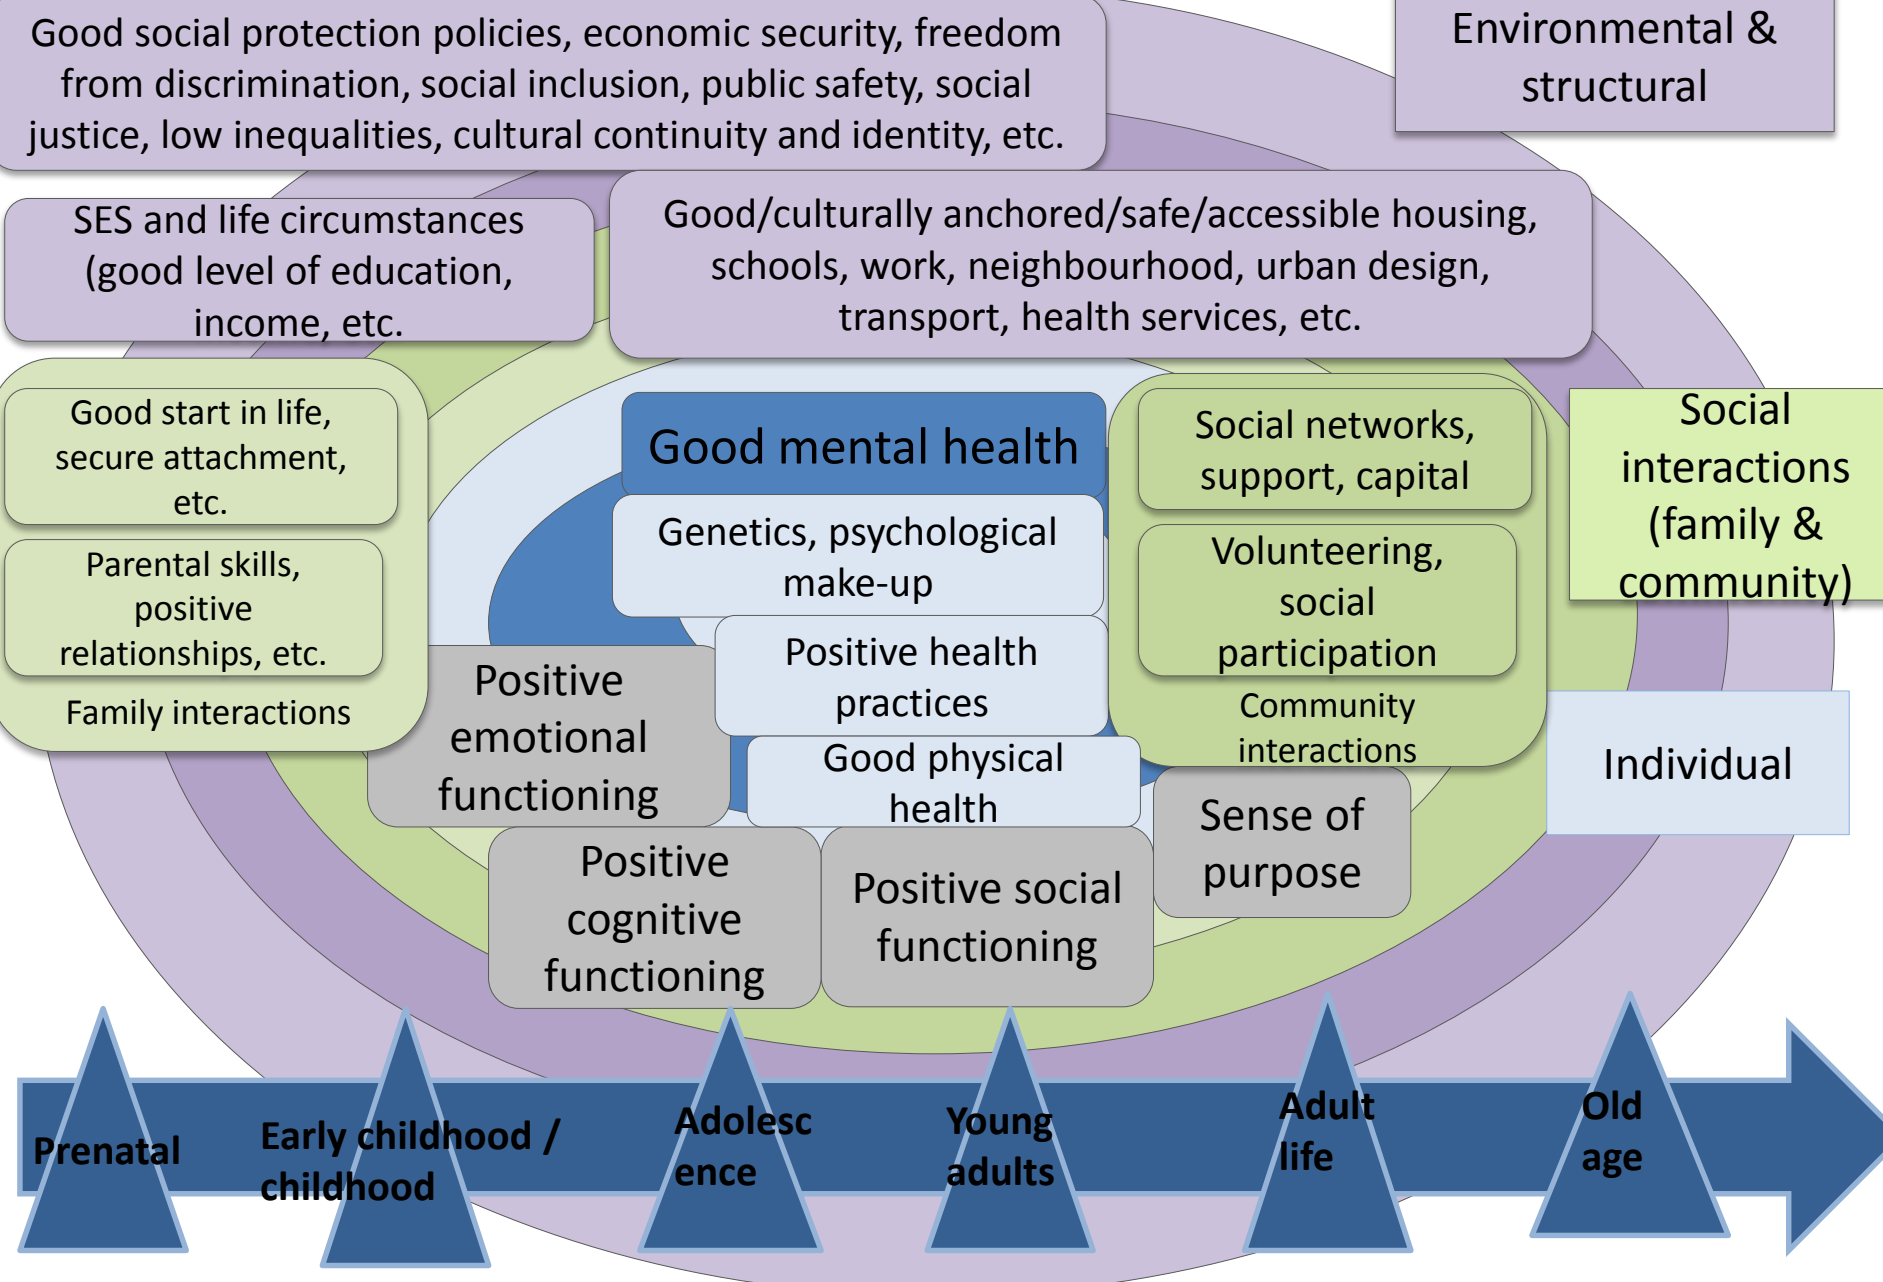 Good social protection policies, economic security, freedom
from discrimination, social inclusion, public safety, social
justice, low inequalities, cultural continuity and identity, etc.
Environmental &
structural
SES and life circumstances
(good level of education,
income, etc.
Good/culturally anchored/safe/accessible housing,
schools, work, neighbourhood, urban design,
transport, health services, etc.
Good start in life,
secure attachment,
etc.
Parental skills,
positive
relationships, etc.
Family interactions
Good mental health
Genetics, psychological
make-up
Positive health
practices
Good physical
health
Social networks,
support, capital
Volunteering,
social
participation
Community
interactions
Social
interactions
(family &
community)
Individual
Positive
emotional
functioning
Positive
cognitive
functioning
Positive social
functioning
Sense of
purpose
Prenatal
Early childhood /
childhood
Adolesc
ence
Young
adults
Adult
life
Old
age